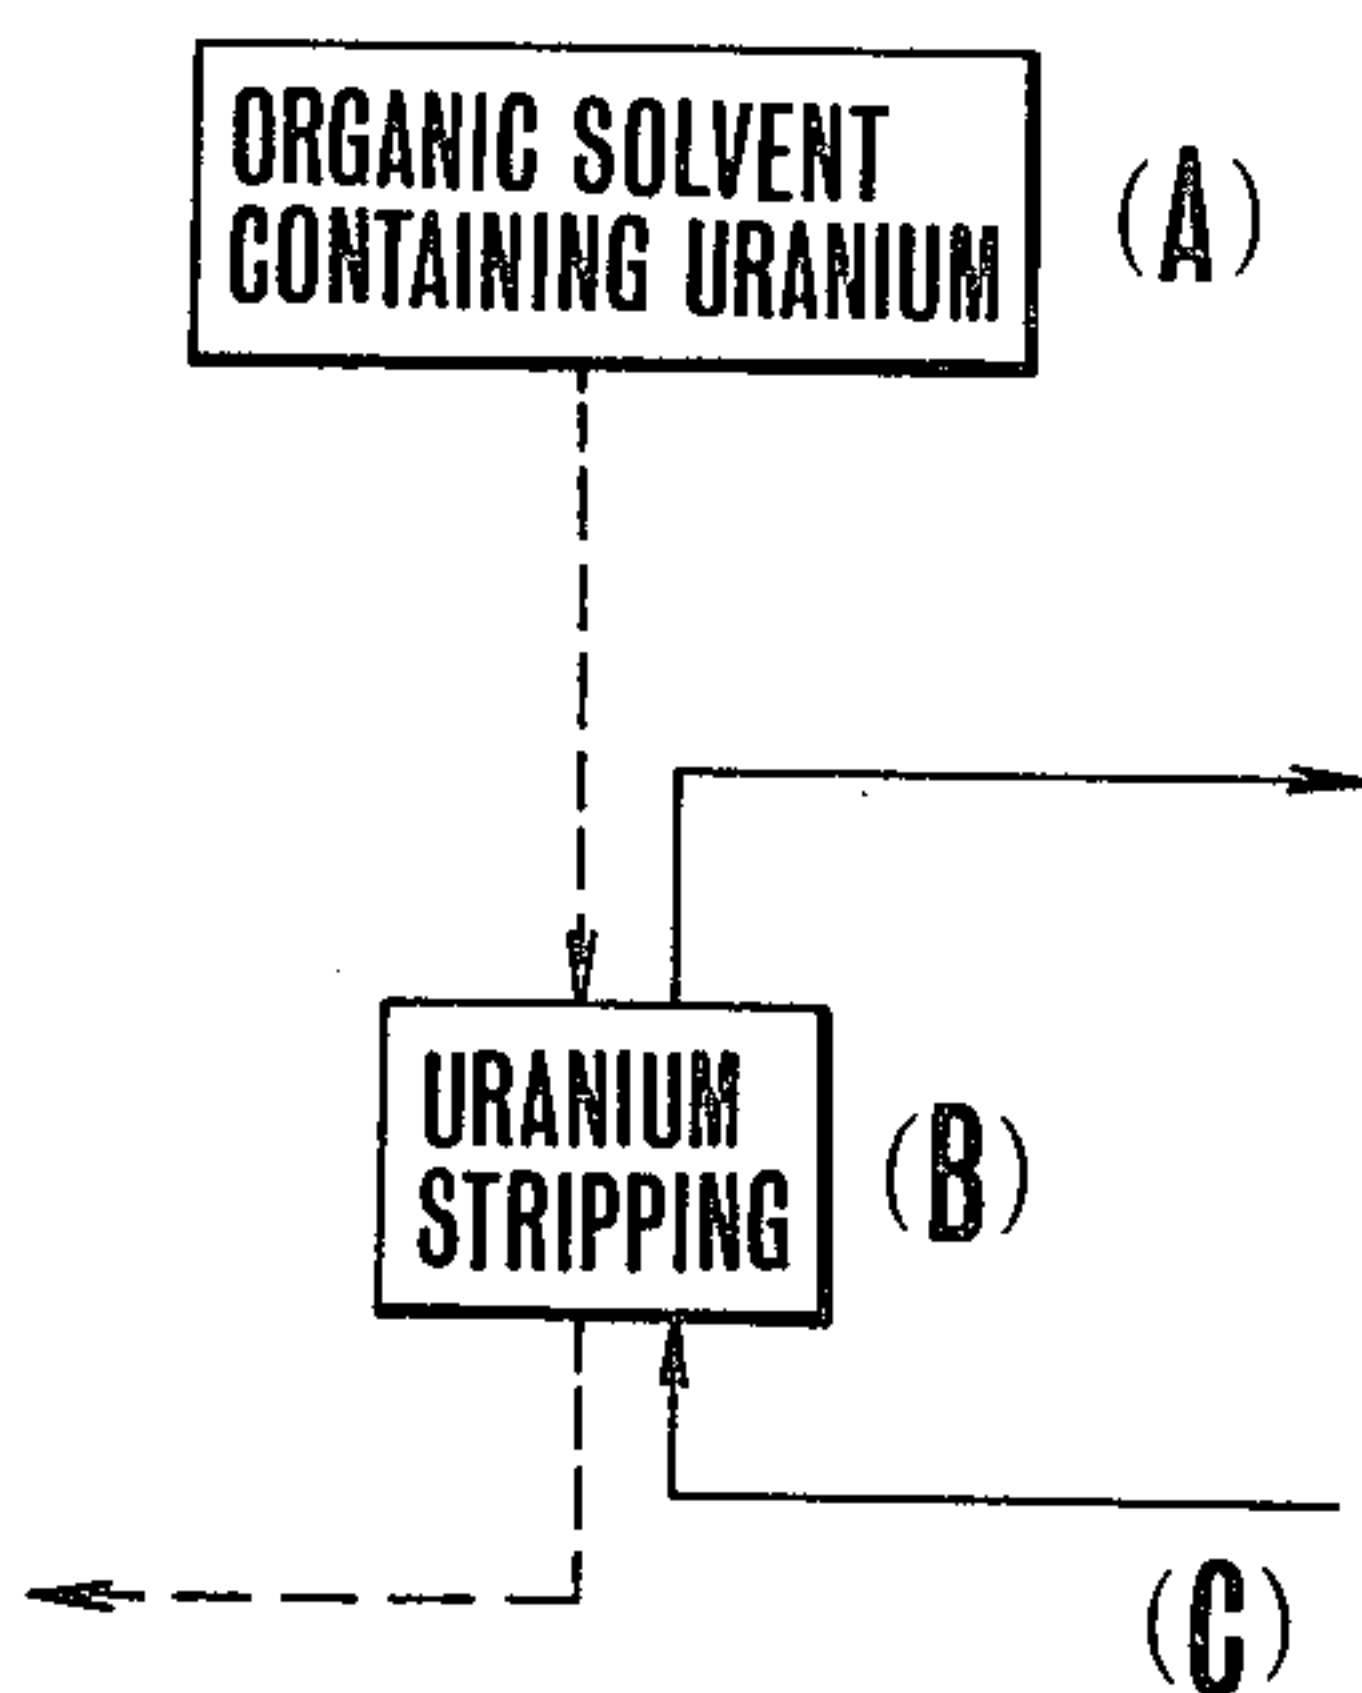 ORGANIC SOLVENT
CONTAINING URANIUM
(A)
URANIUM
STRIPPING
(B)
(C)